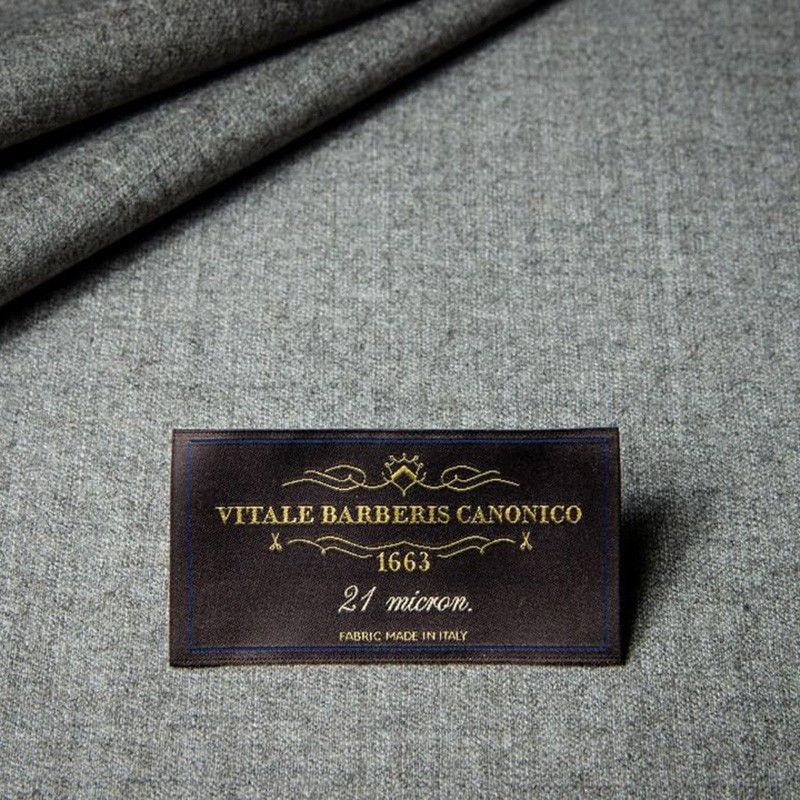 VITALE BARBERIS CANONICO
1663
21 micron.
FABRIC MADE IN ITALY